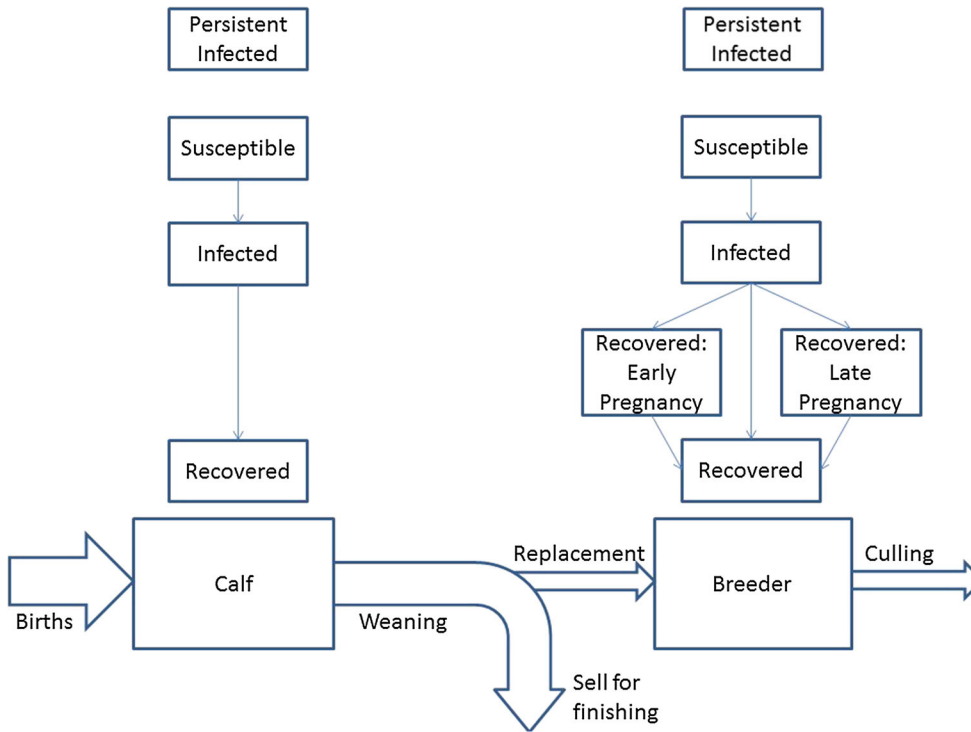 Persistent
Infected
Susceptible
Infected
Recovered
Persistent
Infected
Susceptible
Infected
Recovered:
Early
Pregnancy
Recovered:
Late
Pregnancy
Recovered
Births
Calf
Weaning
Sell for
finishing
Replacement
Breeder
Culling